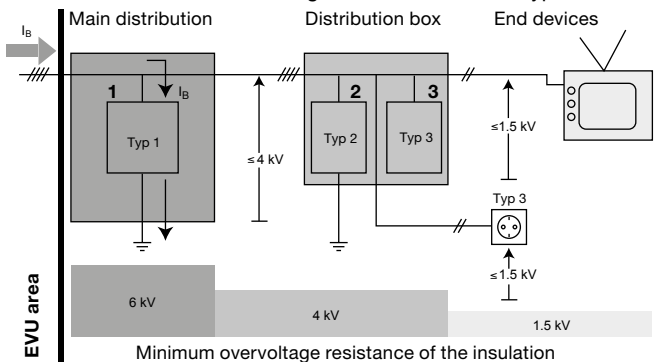 Main distribution
Distribution box
End devices
IB
1
IB
2
3
Typ 1
Typ 2
Typ 3
≤4 kV
≤1.5 kV
Typ 3
≤1.5 kV
EVU area
6 kV
4 kV
1.5 kV
Minimum overvoltage resistance of the insulation